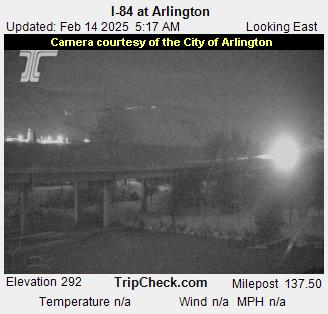 I-84 at Arlington
Updated: Feb 14 2025 5:17 AM Looking East
Camera courtesy of the City of Arlington
Elevation 292 TripCheck.com Milepost 137.50
Temperature n/a Wind n/a MPH n/a